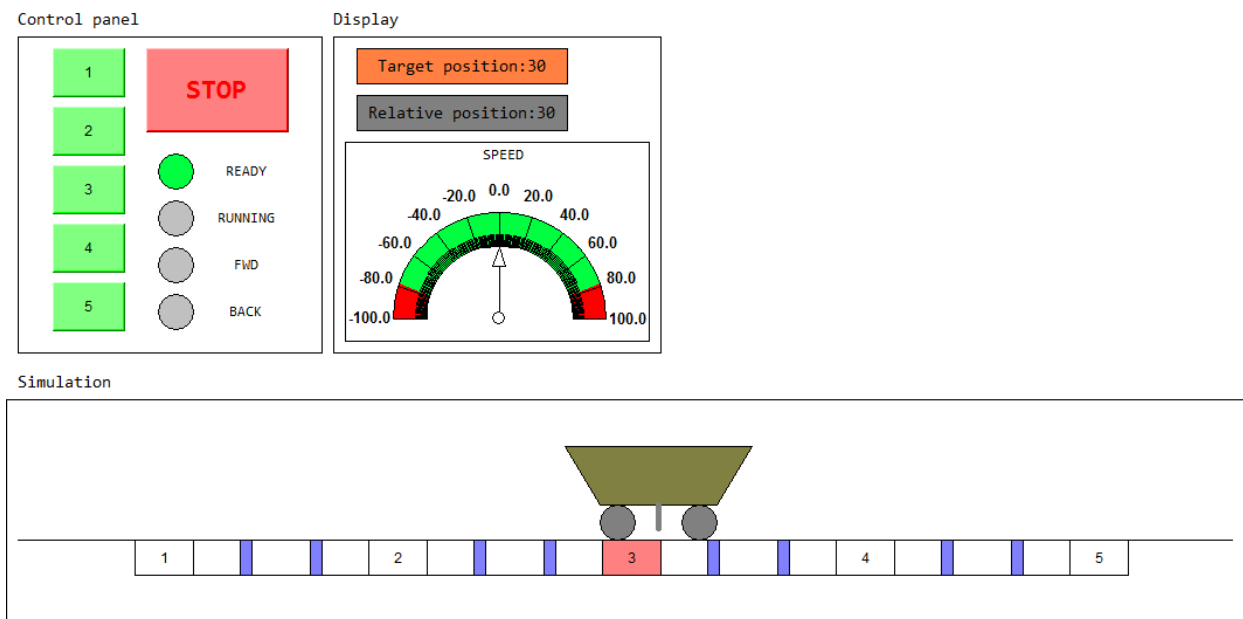 Control panel
1
2
3
4
5
STOP
READY
RUNNING
FWD
BACK
Display
Target position:30
Relative position:30
SPEED
-100.0
-80.0
-60.0
-40.0
-20.0
0.0
20.0
40.0
60.0
80.0
100.0
Simulation
1 2 3 4 5